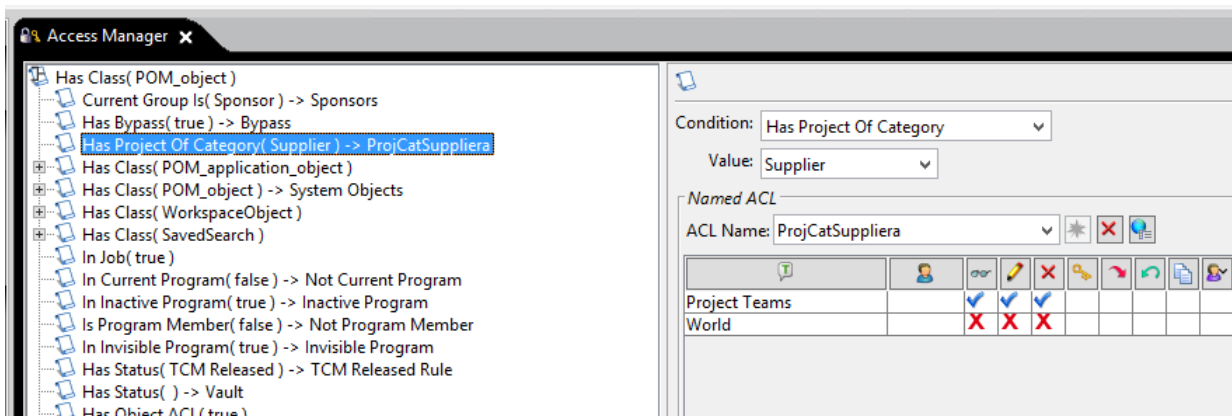 Access Manager
Has Class( POM_object )
Current Group Is( Sponsor ) -> Sponsors
Has Bypass( true ) -> Bypass
Has Project Of Category( Supplier ) -> ProjCatSuppliera
Has Class( POM_application_object )
Has Class( POM_object ) -> System Objects
Has Class( WorkspaceObject )
Has Class( SavedSearch )
In Job( true )
In Current Program( false ) -> Not Current Program
In Inactive Program( true ) -> Inactive Program
Is Program Member( false ) -> Not Program Member
In Invisible Program( true ) -> Invisible Program
Has Status( TCM Released ) -> TCM Released Rule
Has Status( ) -> Vault
Has Object ACL( true )
Condition: Has Project Of Category
Value: Supplier
Named ACL
ACL Name: ProjCatSuppliera
Project Teams
World